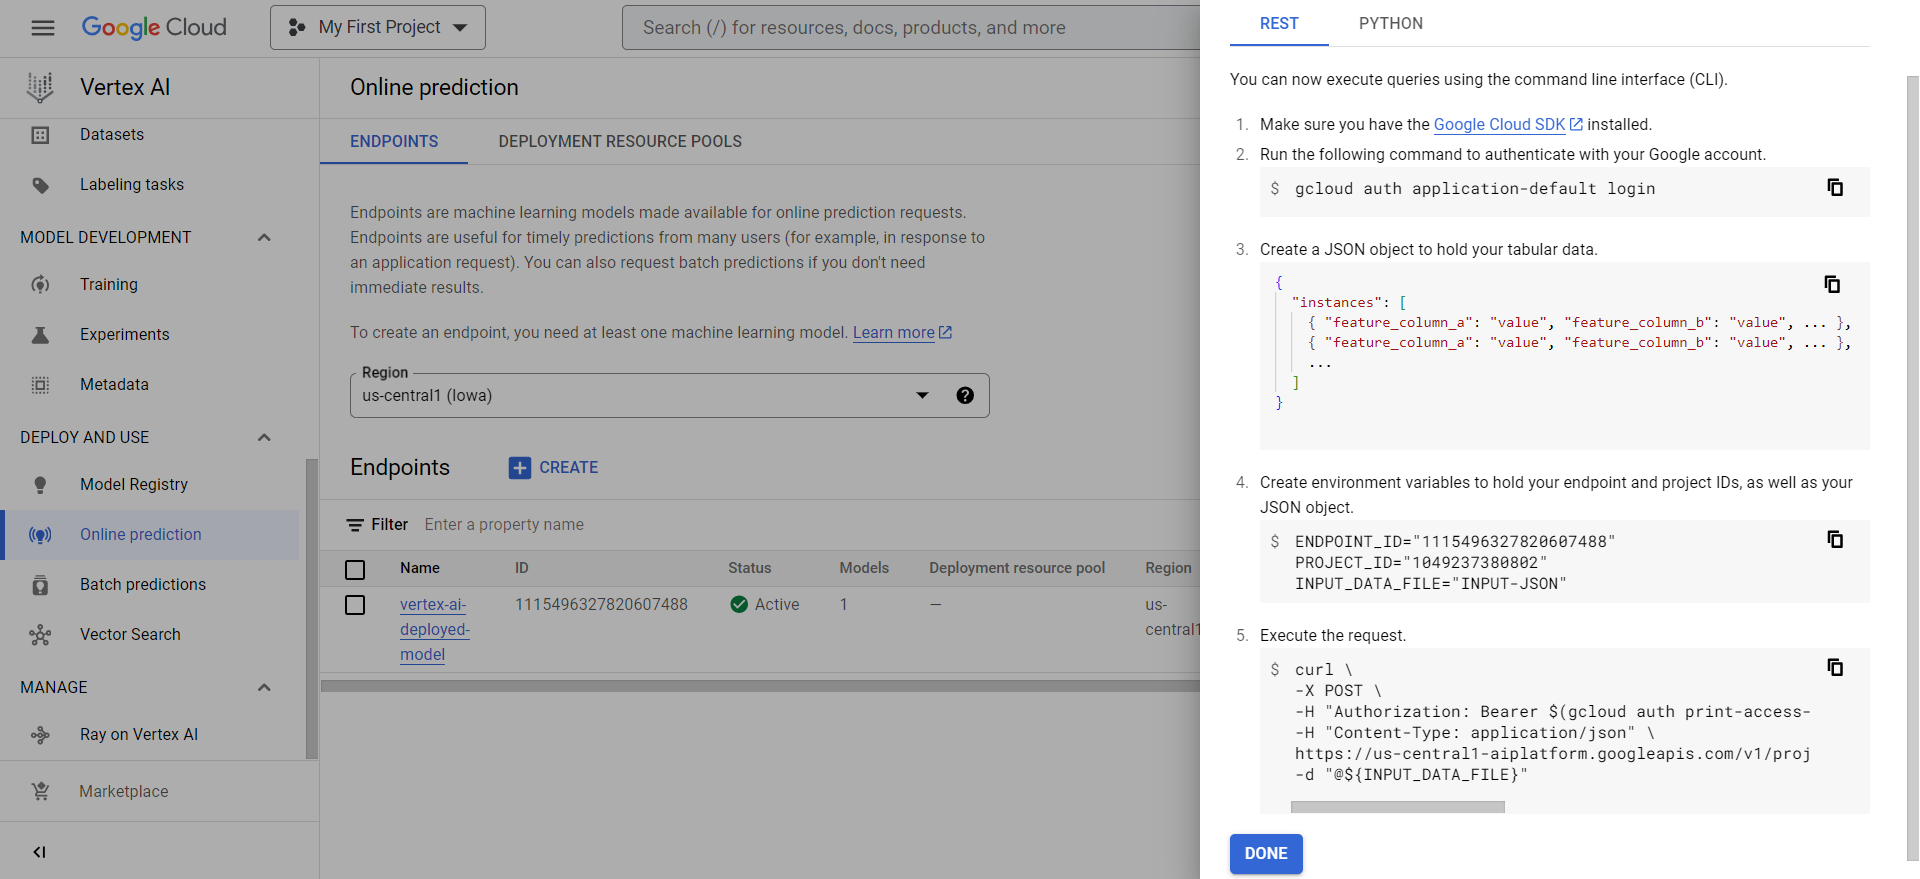 Google Cloud
My First Project
Search (/) for resources, docs, products, and more
Vertex AI
Datasets
Labeling tasks
MODEL DEVELOPMENT
Training
Experiments
Metadata
DEPLOY AND USE
Model Registry
Online prediction
Batch predictions
Vector Search
MANAGE
Ray on Vertex AI
Marketplace
Online prediction
ENDPOINTS
DEPLOYMENT RESOURCE POOLS
Endpoints are machine learning models made available for online prediction requests.
Endpoints are useful for timely predictions from many users (for example, in response to
an application request). You can also request batch predictions if you don't need
immediate results.
To create an endpoint, you need at least one machine learning model. Learn more
Region
us-central1 (Iowa)
Endpoints
CREATE
Filter Enter a property name
Name ID Status Models Deployment resource pool Region
vertex-ai- 1115496327820607488 Active 1 — us-
deployed- central1
model
REST
PYTHON
You can now execute queries using the command line interface (CLI).
1. Make sure you have the Google Cloud SDK installed.
2. Run the following command to authenticate with your Google account.
$ gcloud auth application-default login
3. Create a JSON object to hold your tabular data.
{
"instances": [
{ "feature_column_a": "value", "feature_column_b": "value", ... },
{ "feature_column_a": "value", "feature_column_b": "value", ... },
...
]
}
4. Create environment variables to hold your endpoint and project IDs, as well as your
JSON object.
$ ENDPOINT_ID="1115496327820607488"
PROJECT_ID="1049237380802"
INPUT_DATA_FILE="INPUT-JSON"
5. Execute the request.
$ curl \
-X POST \
-H "Authorization: Bearer $(gcloud auth print-access-
-H "Content-Type: application/json" \
https://us-central1-aiplatform.googleapis.com/v1/proj
-d "@${INPUT_DATA_FILE}"
DONE